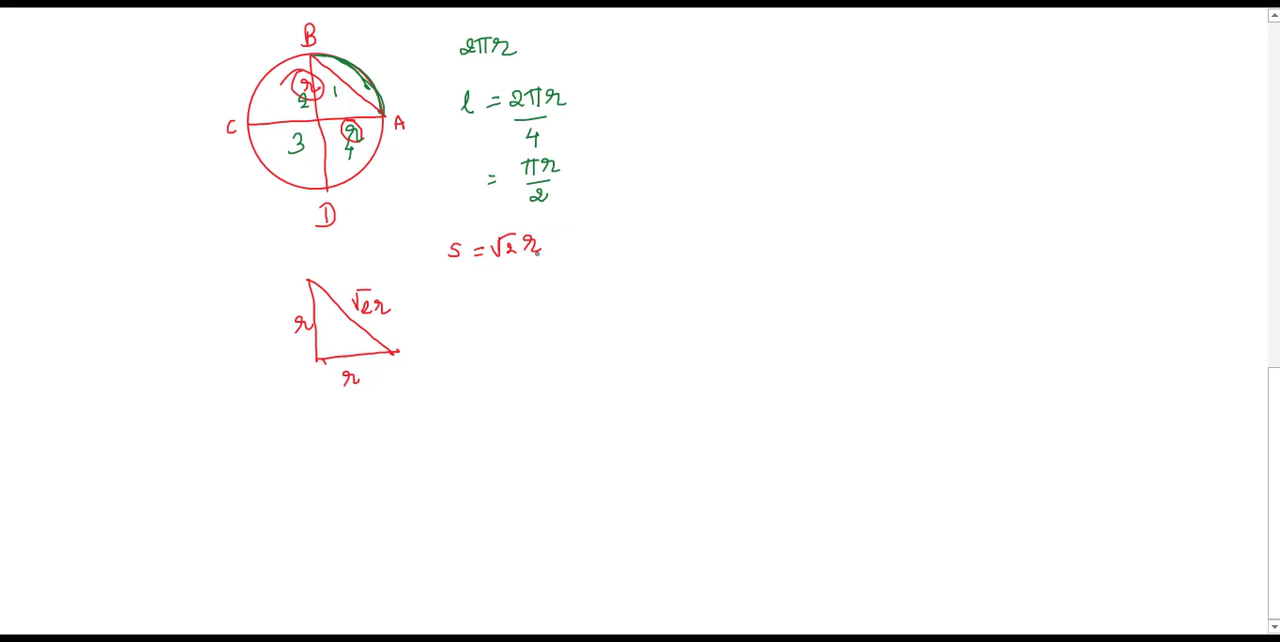 B
2πr
r
2 1
l = 2πr/4
C A
3 r
4
= πr/2
D
s = √2 r
√2r
r
r